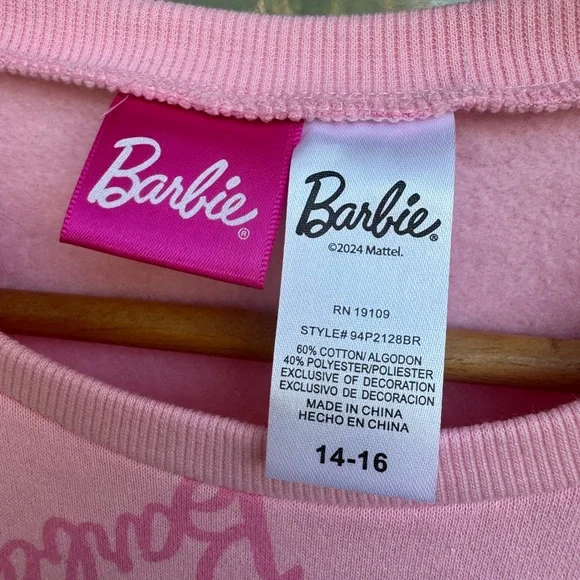 Barbie®
Barbie®
©2024 Mattel.
RN 19109
STYLE# 94P2128BR
60% COTTON/ALGODON
40% POLYESTER/POLIESTER
EXCLUSIVE OF DECORATION
EXCLUSIVO DE DECORACION
MADE IN CHINA
HECHO EN CHINA
14-16
Barbie